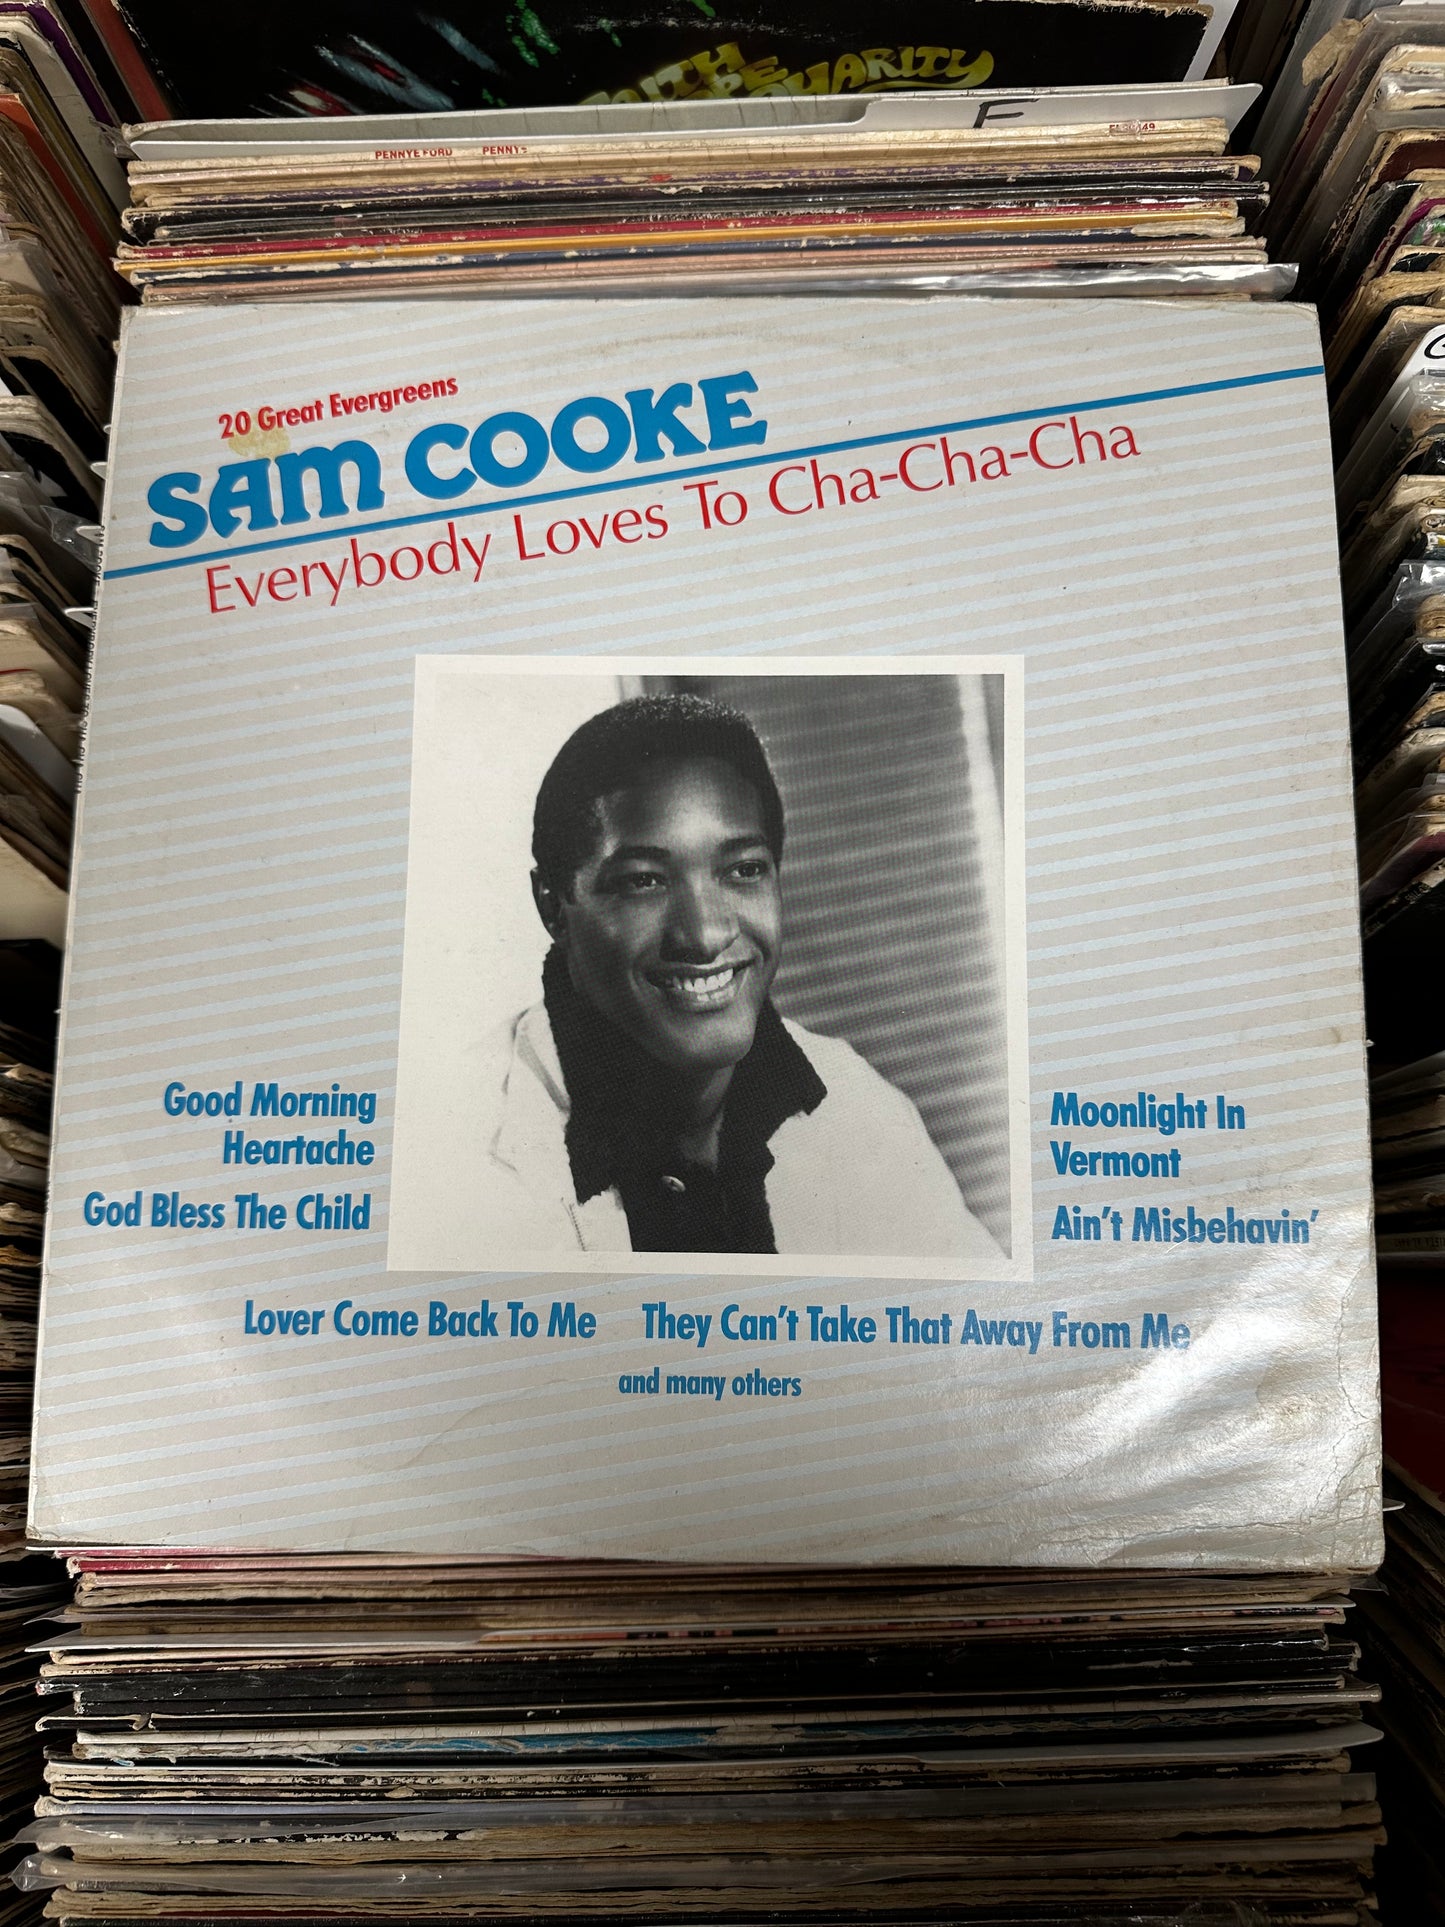 CHARITY
F
PENNYE FORD
20 Great Evergreens
SAM COOKE
Everybody Loves To Cha-Cha-Cha
Good Morning
Heartache
God Bless The Child
Moonlight In
Vermont
Ain't Misbehavin'
Lover Come Back To Me
They Can't Take That Away From Me
and many others